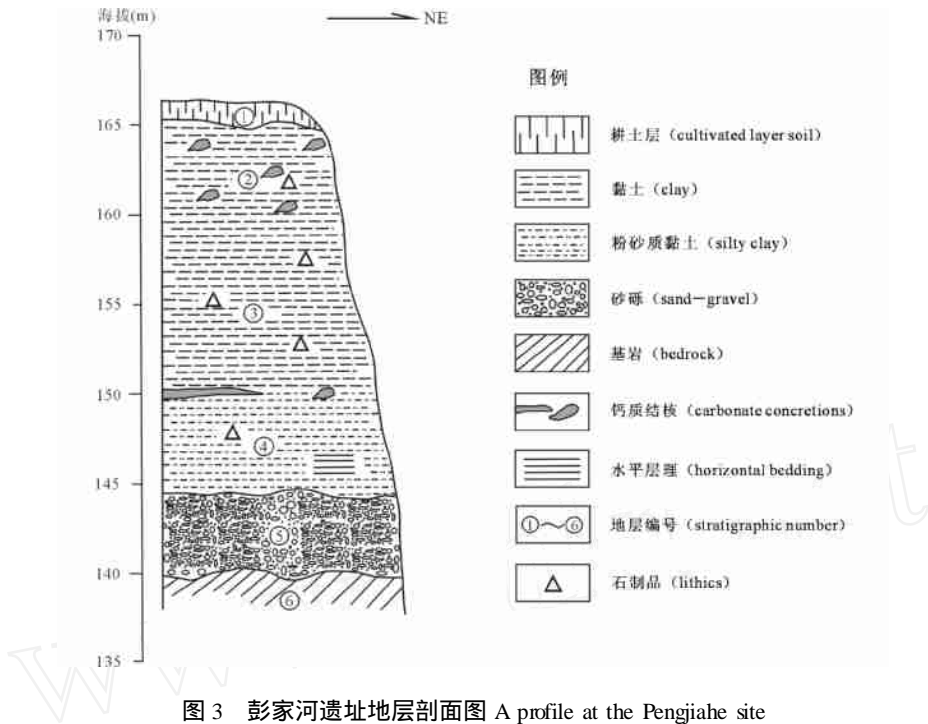 海拔(m)
NE
170
165
160
155
150
145
140
135
①
②
③
④
⑤
⑥
图例
耕土层（cultivated layer soil）
黏土（clay）
粉砂质黏土（silty clay）
砂砾（sand—gravel）
基岩（bedrock）
钙质结核（carbonate concretions）
水平层理（horizontal bedding）
①~⑥ 地层编号（stratigraphic number）
石制品（lithics）
图 3 彭家河遗址地层剖面图 A profile at the Pengjiahe site